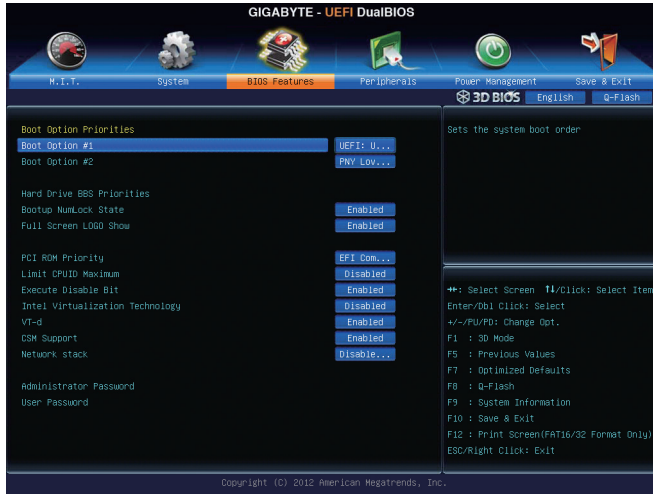 GIGABYTE - UEFI DualBIOS
M.I.T. System BIOS Features Peripherals Power Management Save & Exit
3D BIOS English Q-Flash
Boot Option Priorities
Boot Option #1 UEFI: U...
Boot Option #2 PNY Lov...
Hard Drive BBS Priorities
Bootup NumLock State Enabled
Full Screen LOGO Show Enabled
PCI ROM Priority EFI Com...
Limit CPUID Maximum Disabled
Execute Disable Bit Enabled
Intel Virtualization Technology Disabled
VT-d Enabled
CSM Support Enabled
Network stack Disable...
Administrator Password
User Password
Sets the system boot order
→←: Select Screen ↑↓/Click: Select Item
Enter/Dbl Click: Select
+/-/PU/PD: Change Opt.
F1 : 3D Mode
F5 : Previous Values
F7 : Optimized Defaults
F8 : Q-Flash
F9 : System Information
F10 : Save & Exit
F12 : Print Screen(FAT16/32 Format Only)
ESC/Right Click: Exit
Copyright (C) 2012 American Megatrends, Inc.